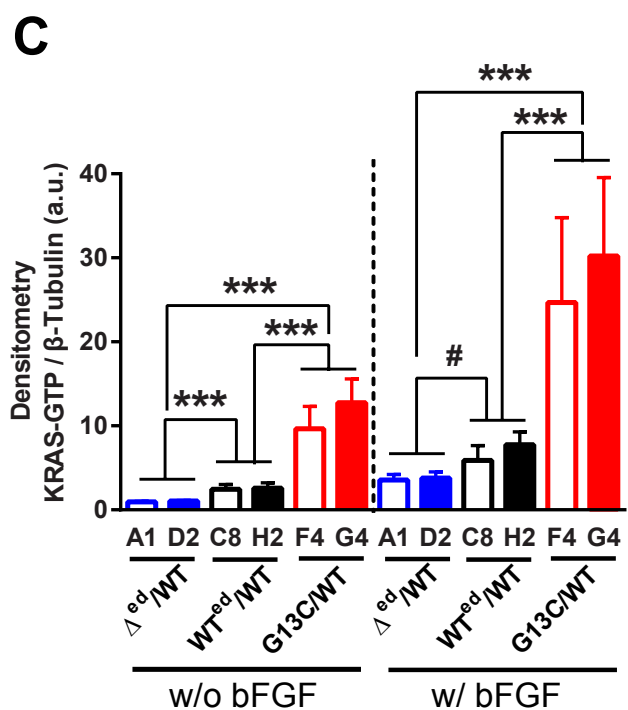 C
***
***
Densitometry
KRAS-GTP / β-Tubulin (a.u.)
40
30
20
10
0
***
***
***
#
A1 D2 C8 H2 F4 G4 A1 D2 C8 H2 F4 G4
Δed/WT WTed/WT G13C/WT Δed/WT WTed/WT G13C/WT
w/o bFGF w/ bFGF